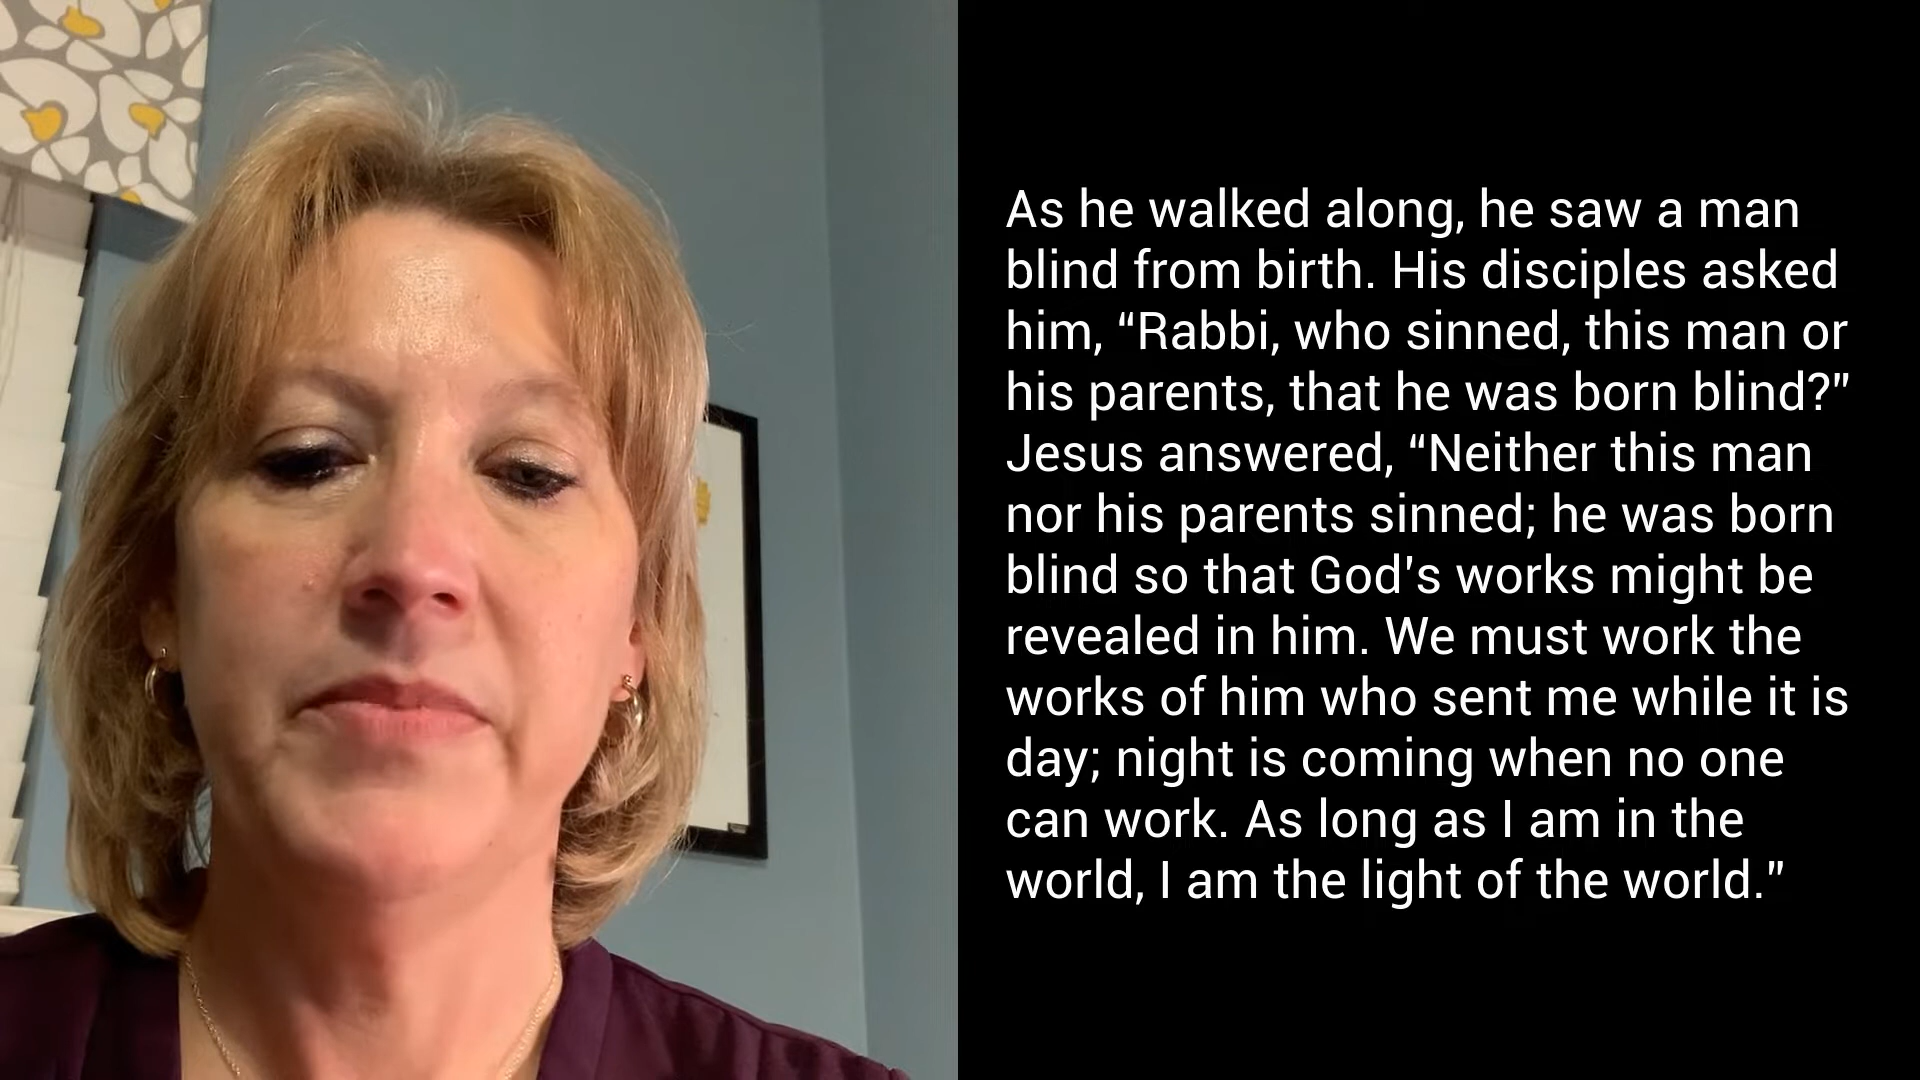 As he walked along, he saw a man
blind from birth. His disciples asked
him, “Rabbi, who sinned, this man or
his parents, that he was born blind?”
Jesus answered, “Neither this man
nor his parents sinned; he was born
blind so that God's works might be
revealed in him. We must work the
works of him who sent me while it is
day; night is coming when no one
can work. As long as I am in the
world, I am the light of the world.”